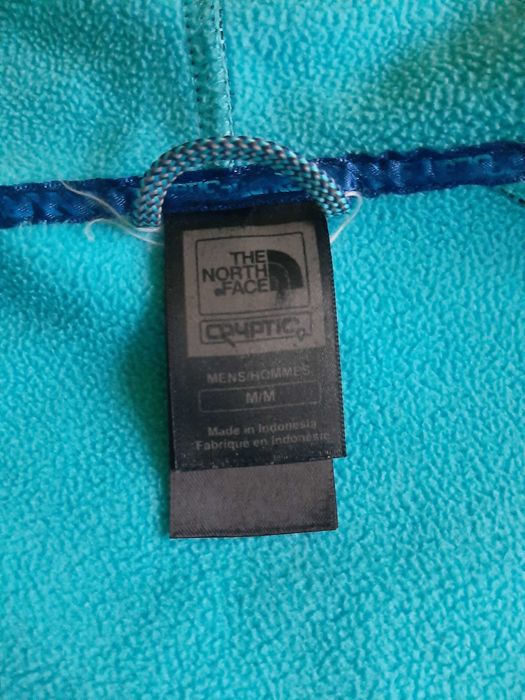 THE
NORTH
FACE
CRYPTIC
MENS/HOMMES
M/M
Made in Indonesia
Fabrique en Indonésie